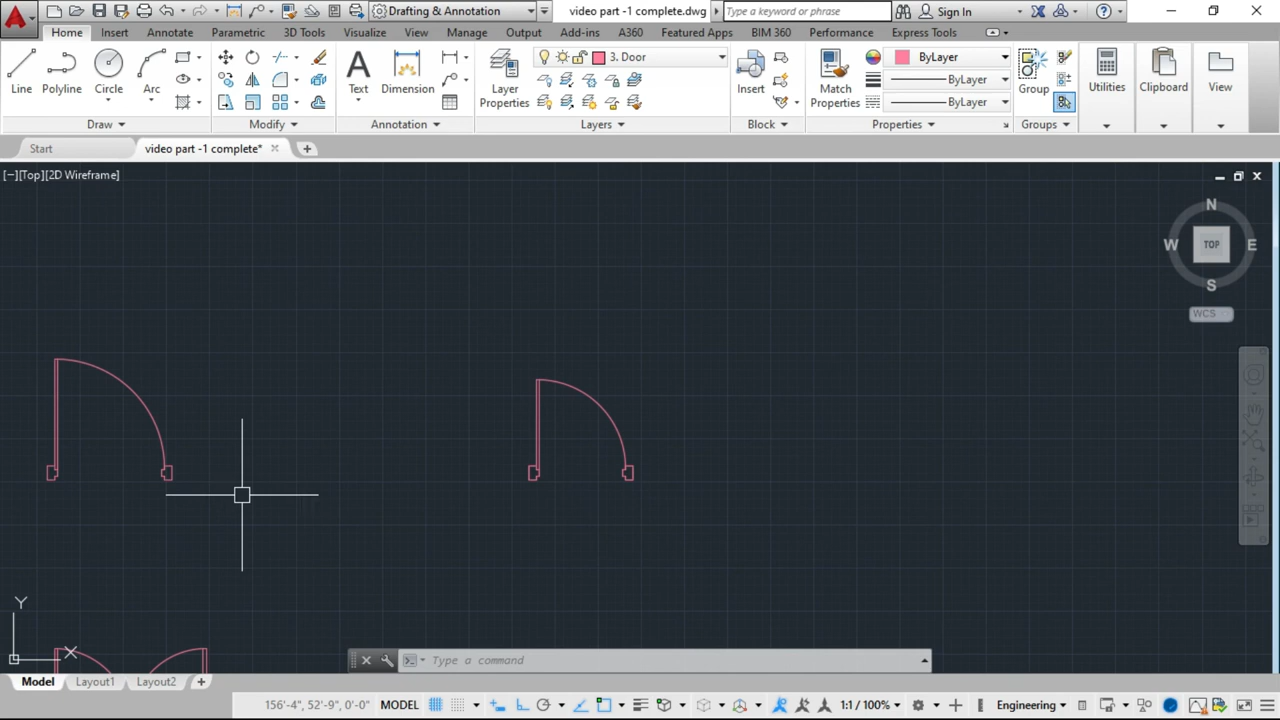 Drafting & Annotation
video part -1 complete.dwg
Type a keyword or phrase
Sign In
Home
Insert
Annotate
Parametric
3D Tools
Visualize
View
Manage
Output
Add-ins
A360
Featured Apps
BIM 360
Performance
Express Tools
Line
Polyline
Circle
Arc
Text
Dimension
Layer
Properties
3. Door
Insert
Match
Properties
ByLayer
ByLayer
ByLayer
Group
Utilities
Clipboard
View
Draw
Modify
Annotation
Layers
Block
Properties
Groups
Start
video part -1 complete*
[−][Top][2D Wireframe]
N
W
TOP
E
S
WCS
Y
X
Type a command
Model
Layout1
Layout2
156'-4", 52'-9", 0'-0"
MODEL
1:1 / 100%
Engineering